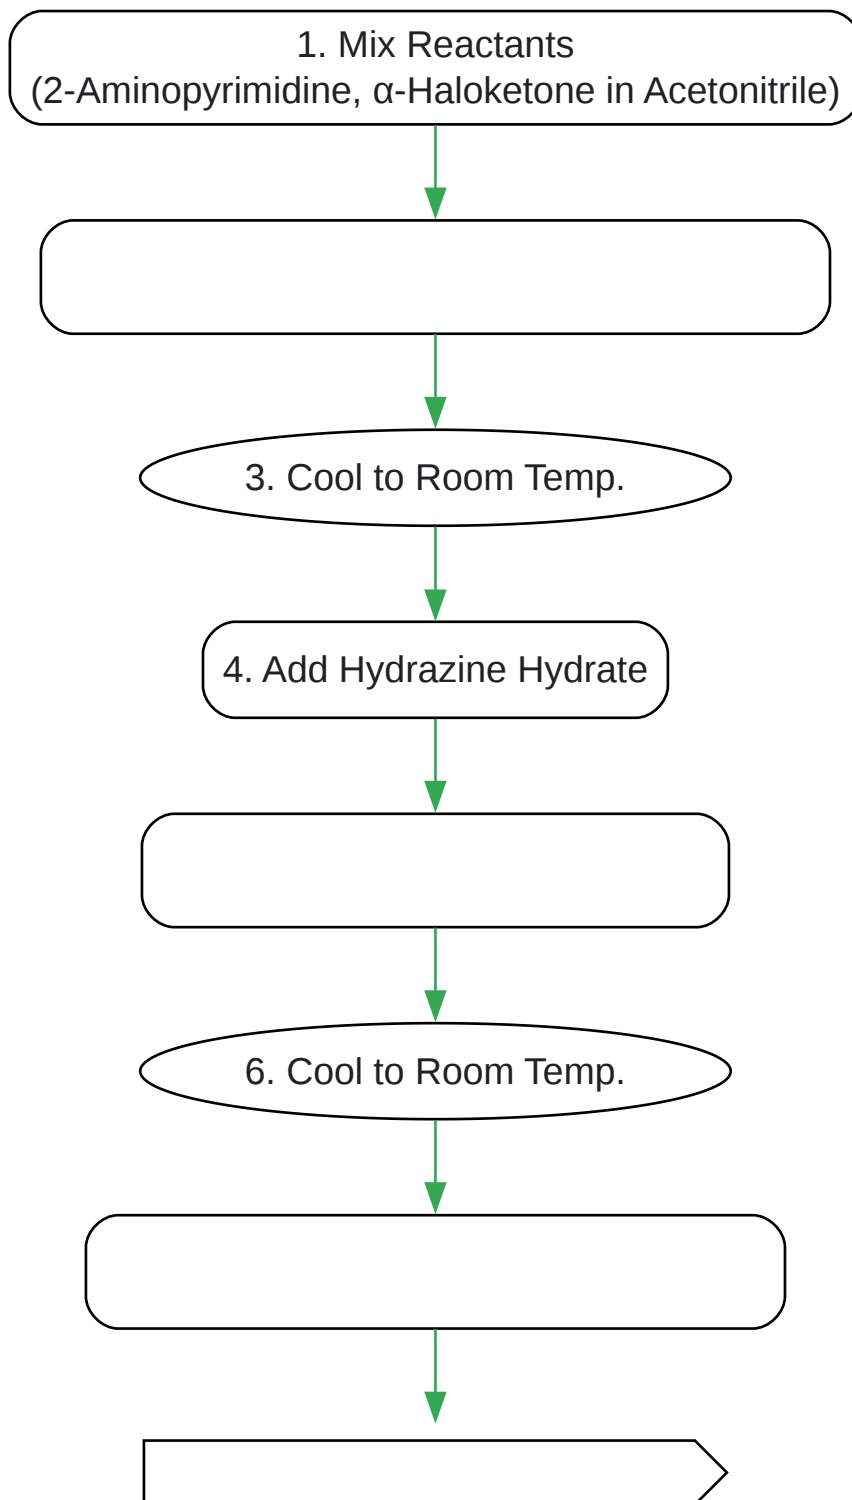 1. Mix Reactants
(2-Aminopyrimidine, α-Haloketone in Acetonitrile)
3. Cool to Room Temp.
4. Add Hydrazine Hydrate
6. Cool to Room Temp.